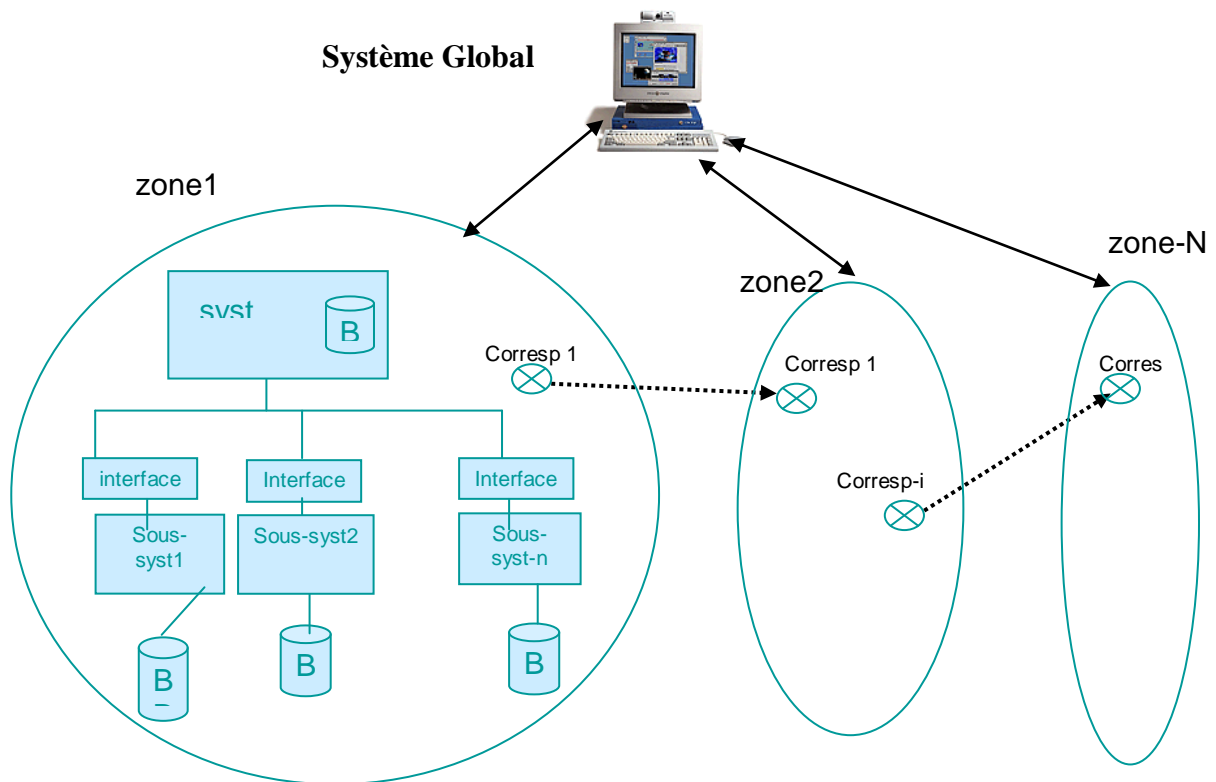 Système Global
zone1
zone-N
zone2
syst
B
Corresp 1
Corresp 1
Corres
interface
Interface
Interface
Corresp-i
Sous-
syst1
Sous-syst2
Sous-
syst-n
B
B
B